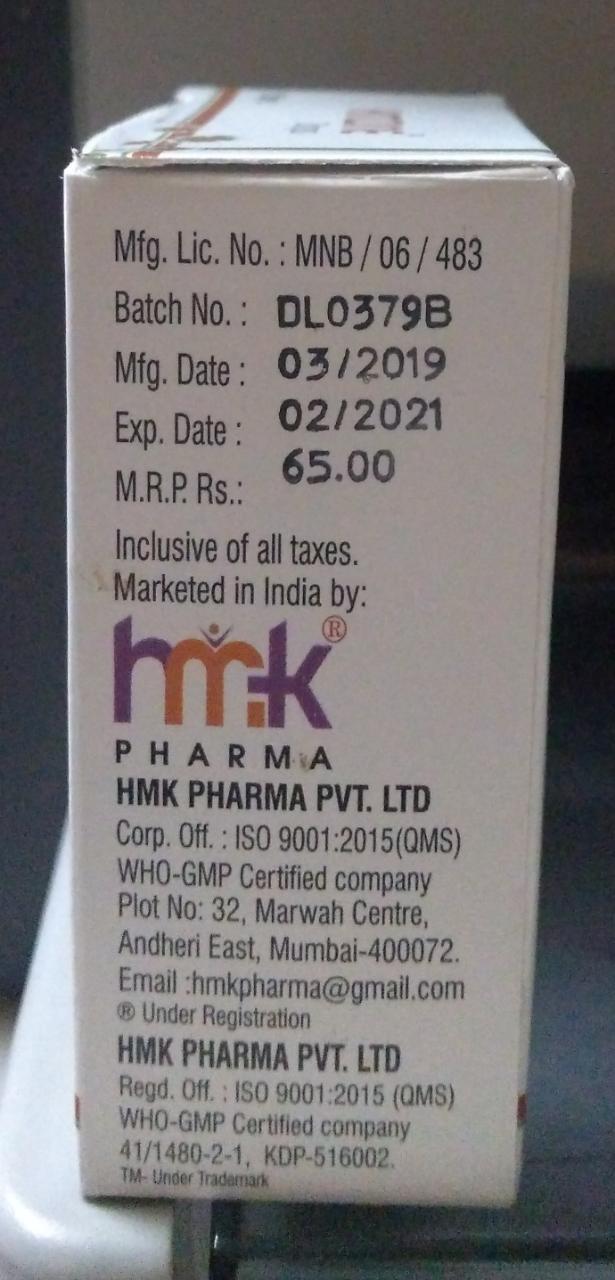 Mfg. Lic. No. : MNB / 06 / 483
Batch No. : DL0379B
Mfg. Date : 03/2019
Exp. Date : 02/2021
M.R.P. Rs.: 65.00
Inclusive of all taxes.
Marketed in India by:
hmk®
PHARMA
HMK PHARMA PVT. LTD
Corp. Off. : ISO 9001:2015(QMS)
WHO-GMP Certified company
Plot No: 32, Marwah Centre,
Andheri East, Mumbai-400072.
Email :hmkpharma@gmail.com
® Under Registration
HMK PHARMA PVT. LTD
Regd. Off. : ISO 9001:2015 (QMS)
WHO-GMP Certified company
41/1480-2-1, KDP-516002.
TM- Under Trademark